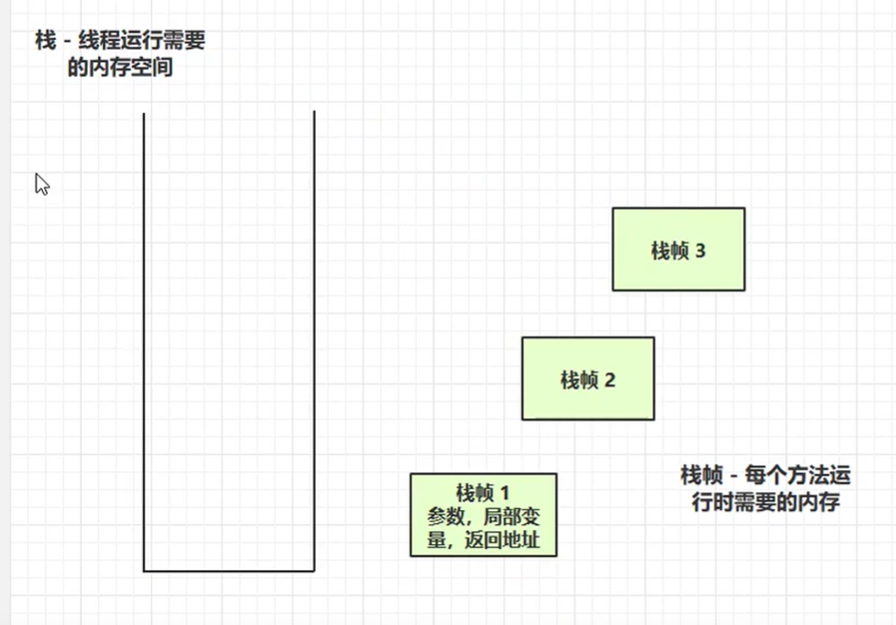 栈 - 线程运行需要
的内存空间
栈帧 3
栈帧 2
栈帧 1
参数，局部变
量，返回地址
栈帧 - 每个方法运
行时需要的内存